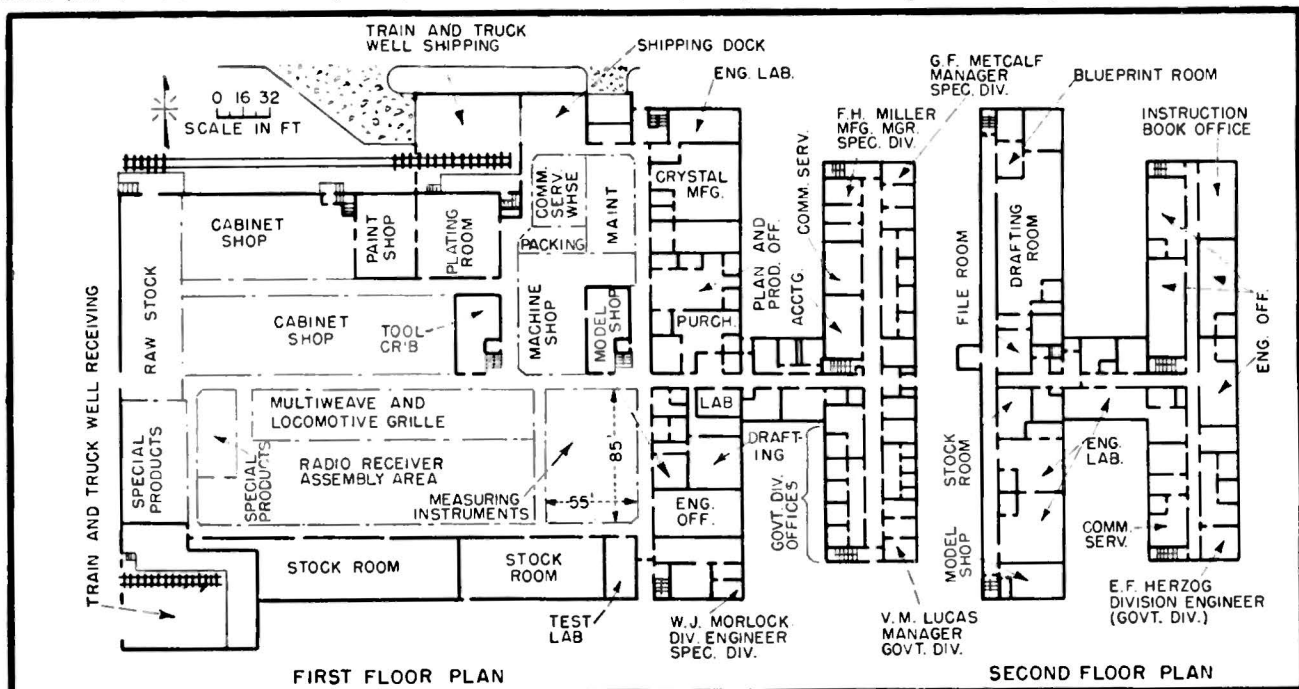 TRAIN AND TRUCK
WELL SHIPPING
SHIPPING DOCK
ENG. LAB.
G.F. METCALF
MANAGER
SPEC. DIV.
BLUEPRINT ROOM
F.H. MILLER
MFG. MGR.
SPEC. DIV.
INSTRUCTION
BOOK OFFICE
0 16 32
SCALE IN FT
COMM. SERV.
COMM.
SERV.
WHSE
MAINT
CRYSTAL
MFG.
CABINET
SHOP
PAINT
SHOP
PLATING
ROOM
PACKING
PLAN AND
PROD. OFF.
ACCTG.
FILE ROOM
DRAFTING
ROOM
RAW STOCK
CABINET
SHOP
TOOL
CRIB
MACHINE
SHOP
MODEL
SHOP
PURCH.
ENG. OFF.
TRAIN AND TRUCK WELL RECEIVING
MULTIWEAVE AND
LOCOMOTIVE GRILLE
85'
LAB
DRAFT-
ING
SPECIAL
PRODUCTS
SPECIAL
PRODUCTS
RADIO RECEIVER
ASSEMBLY AREA
MEASURING
INSTRUMENTS
55'
ENG.
OFF.
GOVT. DIV.
OFFICES
STOCK
ROOM
ENG.
LAB.
MODEL
SHOP
COMM.
SERV.
STOCK ROOM
STOCK
ROOM
TEST
LAB
W.J. MORLOCK
DIV. ENGINEER
SPEC. DIV.
V.M. LUCAS
MANAGER
GOVT. DIV.
E.F. HERZOG
DIVISION ENGINEER
(GOVT. DIV.)
FIRST FLOOR PLAN
SECOND FLOOR PLAN